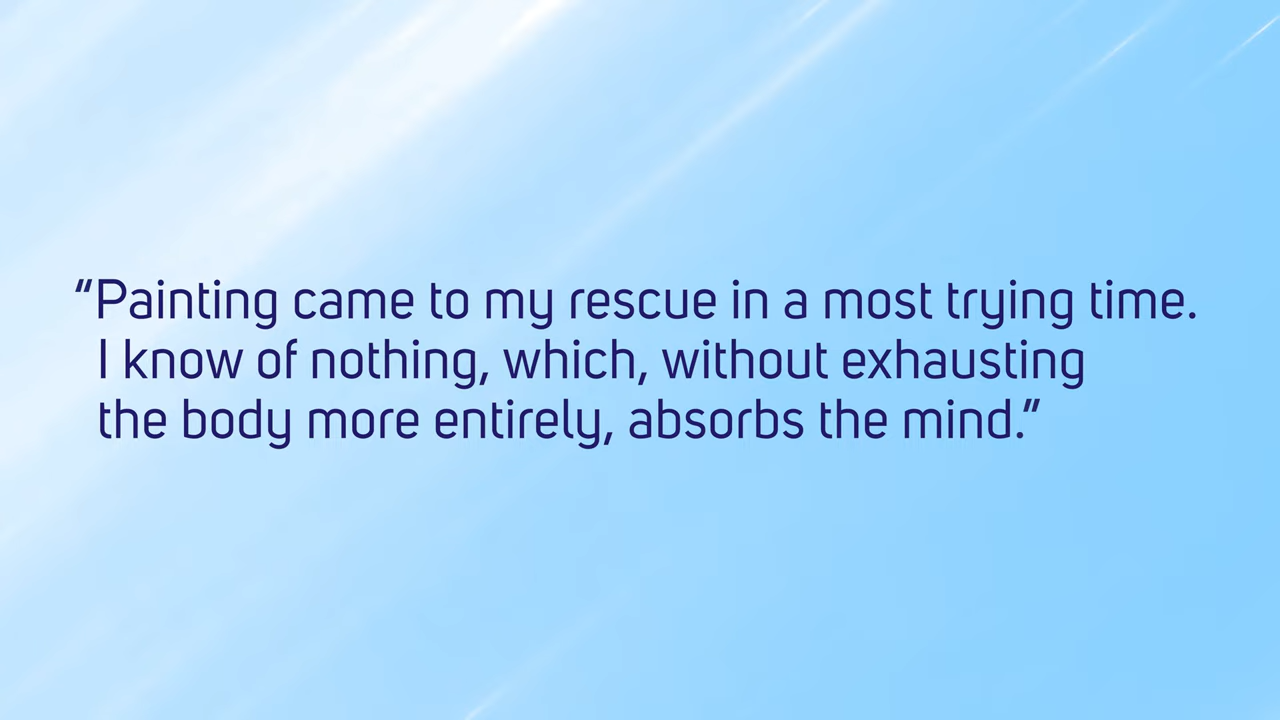 “Painting came to my rescue in a most trying time.
I know of nothing, which, without exhausting
the body more entirely, absorbs the mind.”